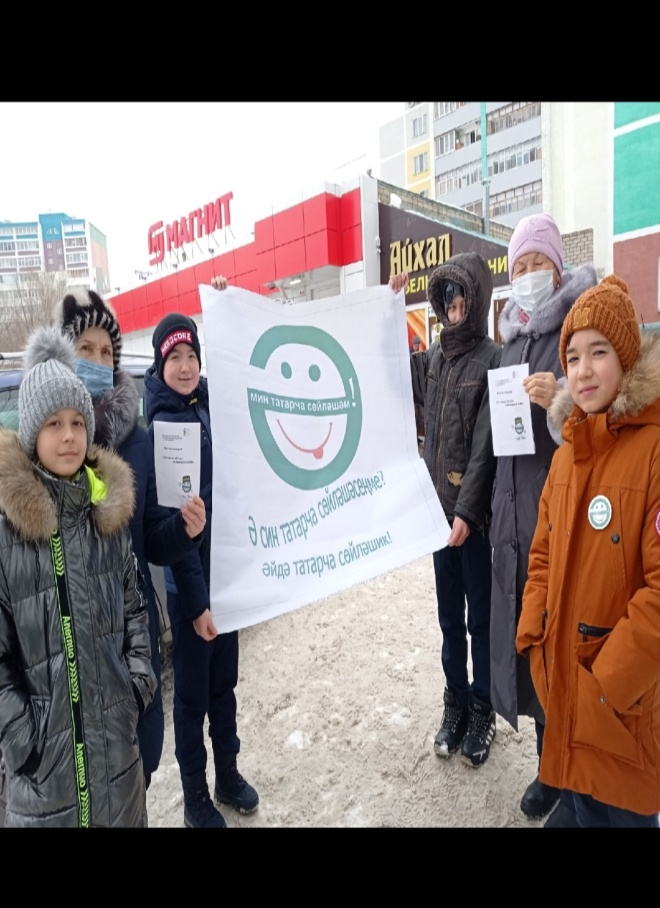 МАГНИТ
Айхал
мин татарча сөйләшәм!
Ә син татарча сөйләшәсеңме?
әйдә татарча сөйләшик!